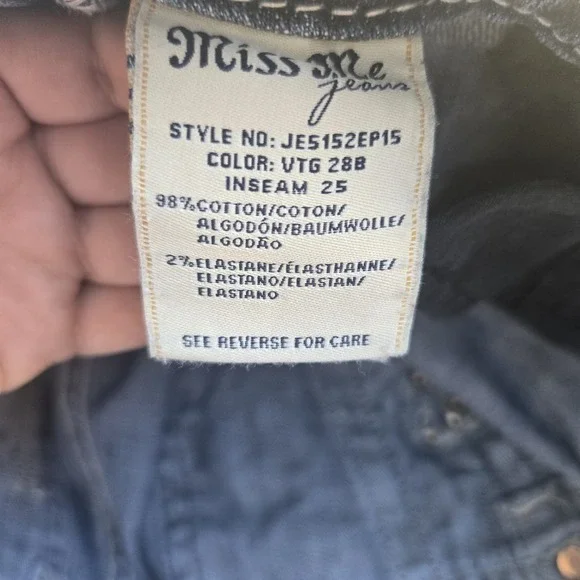 Miss Me
jeans
STYLE NO: JE5152EP15
COLOR: VTG 28B
INSEAM 25
98%COTTON/COTON/
ALGODÓN/BAUMWOLLE/
ALGODÃO
2%ELASTANE/ÉLASTHANNE/
ELASTANO/ELASTAN/
ELASTANO
SEE REVERSE FOR CARE